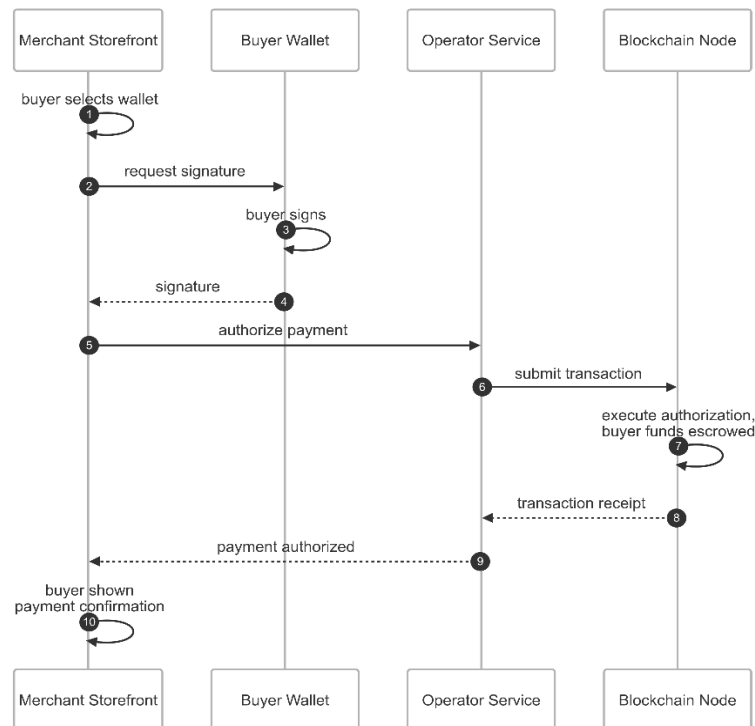 Merchant Storefront
Buyer Wallet
Operator Service
Blockchain Node
buyer selects wallet
1
request signature
2
buyer signs
3
signature
4
authorize payment
5
submit transaction
6
execute authorization,
buyer funds escrowed
7
transaction receipt
8
payment authorized
9
buyer shown
payment confirmation
10
Merchant Storefront
Buyer Wallet
Operator Service
Blockchain Node